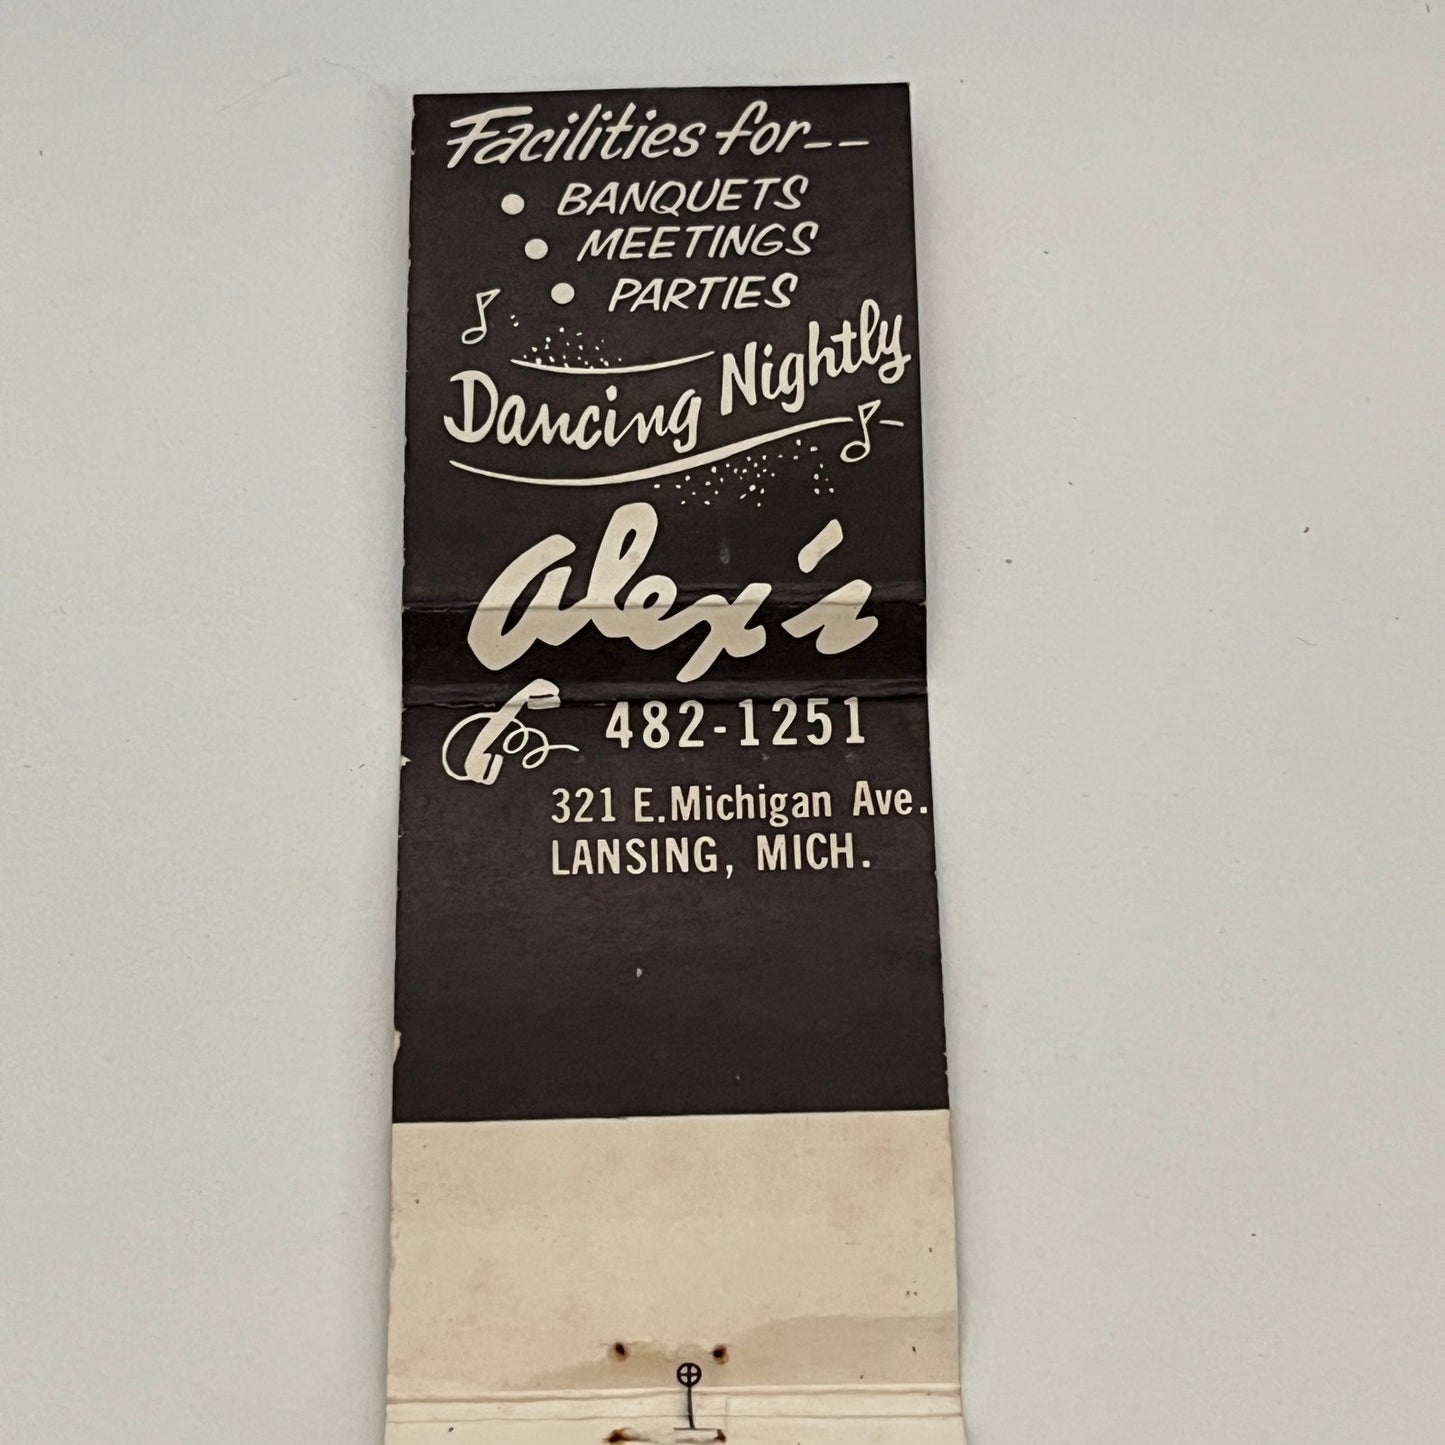 Facilities for--
• BANQUETS
• MEETINGS
• PARTIES
Dancing Nightly
Alex's
482-1251
321 E.Michigan Ave.
LANSING, MICH.